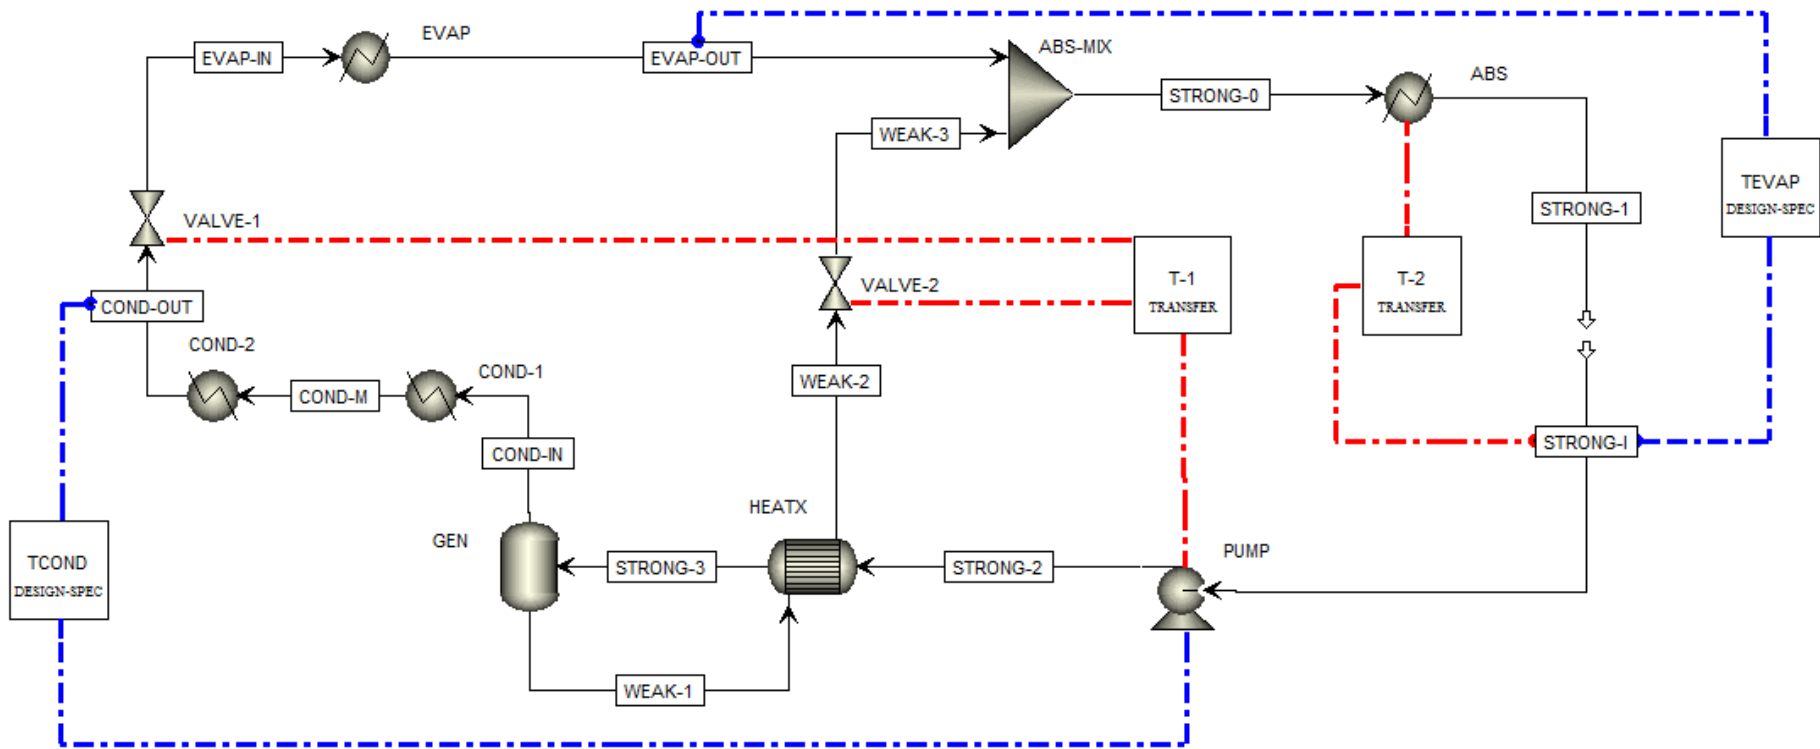 EVAP
EVAP-IN
EVAP-OUT
ABS-MIX
ABS
STRONG-0
WEAK-3
TEVAP
DESIGN-SPEC
STRONG-1
VALVE-1
T-1
TRANSFER
T-2
TRANSFER
VALVE-2
COND-OUT
COND-2
COND-1
WEAK-2
COND-M
COND-IN
STRONG-I
HEATX
GEN
PUMP
TCOND
DESIGN-SPEC
STRONG-3
STRONG-2
WEAK-1